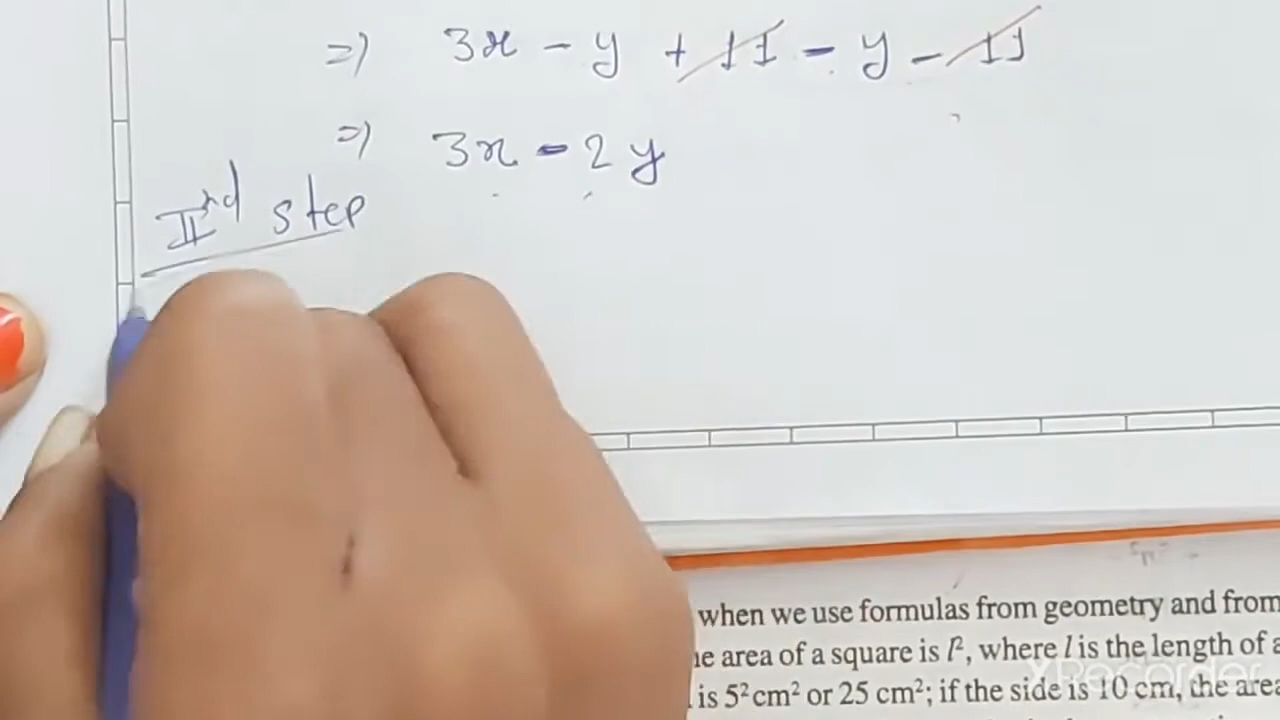 =) 3x - y + 11 - y - 11
=) 3x - 2y
IIrd step
when we use formulas from geometry and from
area of a square is l², where l is the length of a
is 5² cm² or 25 cm²; if the side is 10 cm, the area
XRecorder